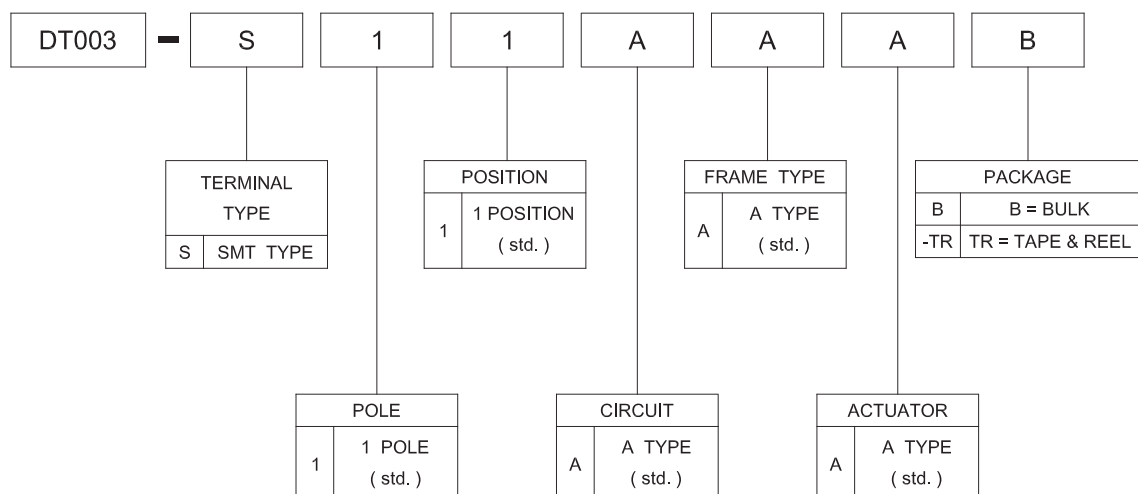 DT003 - S 1 1 A A A B
TERMINAL
TYPE
S SMT TYPE
POSITION
1 1 POSITION
( std. )
FRAME TYPE
A A TYPE
( std. )
PACKAGE
B B = BULK
-TR TR = TAPE & REEL
POLE
1 1 POLE
( std. )
CIRCUIT
A A TYPE
( std. )
ACTUATOR
A A TYPE
( std. )